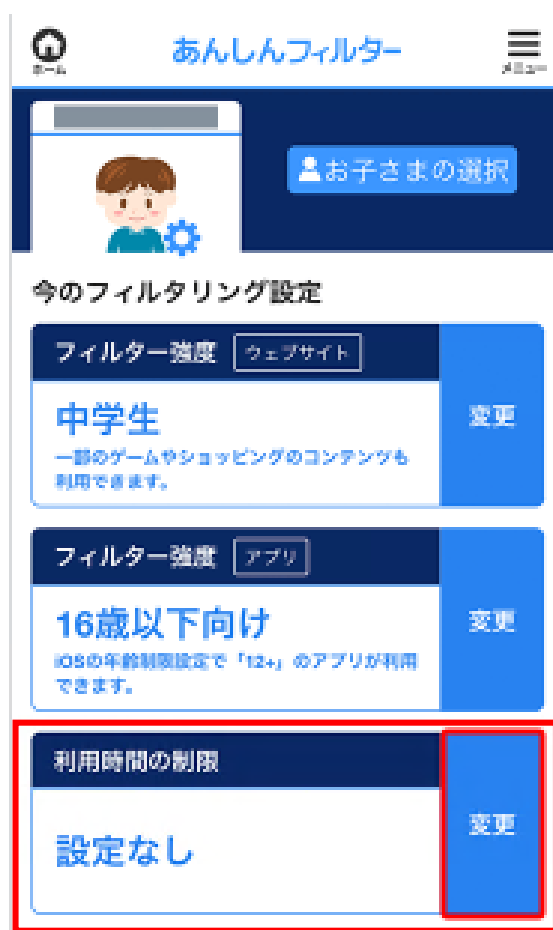 あんしんフィルター
ホーム
メニュー
お子さまの選択
今のフィルタリング設定
フィルター強度 ウェブサイト
中学生
一部のゲームやショッピングのコンテンツも
利用できます。
変更
フィルター強度 アプリ
16歳以下向け
iOSの年齢制限設定で「12+」のアプリが利用
できます。
変更
利用時間の制限
設定なし
変更